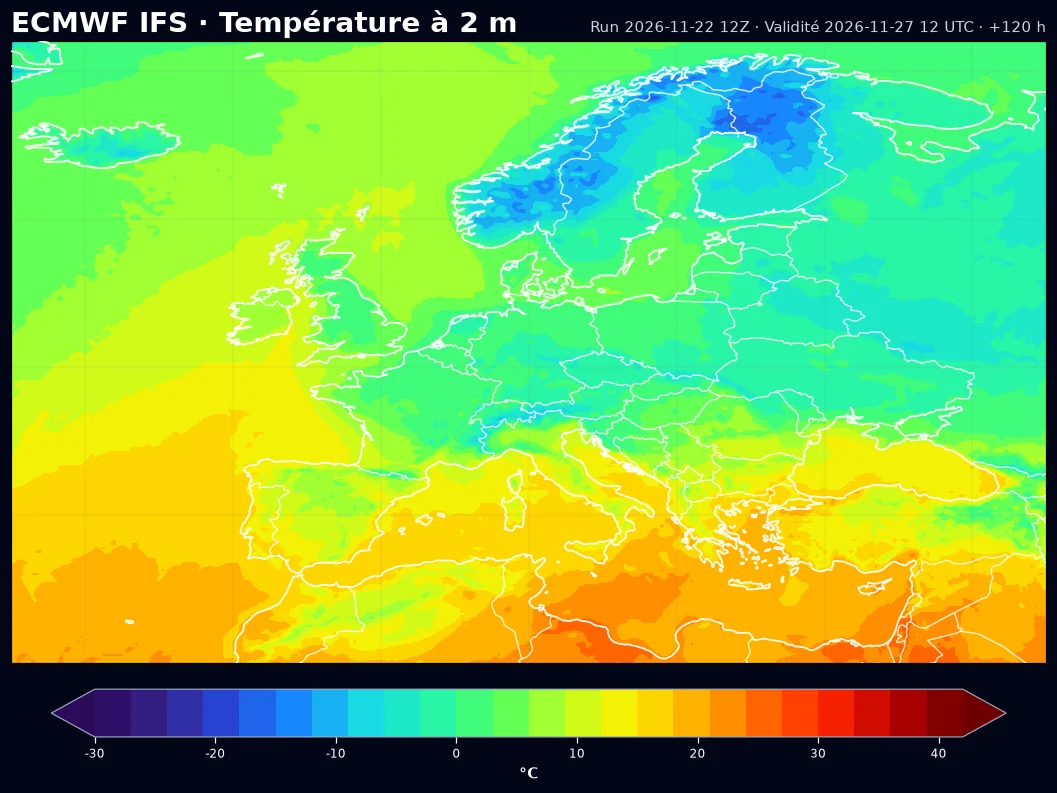 ECMWF IFS · Température à 2 m
Run 2026-11-22 12Z · Validité 2026-11-27 12 UTC · +120 h
-30 -20 -10 0 10 20 30 40
°C